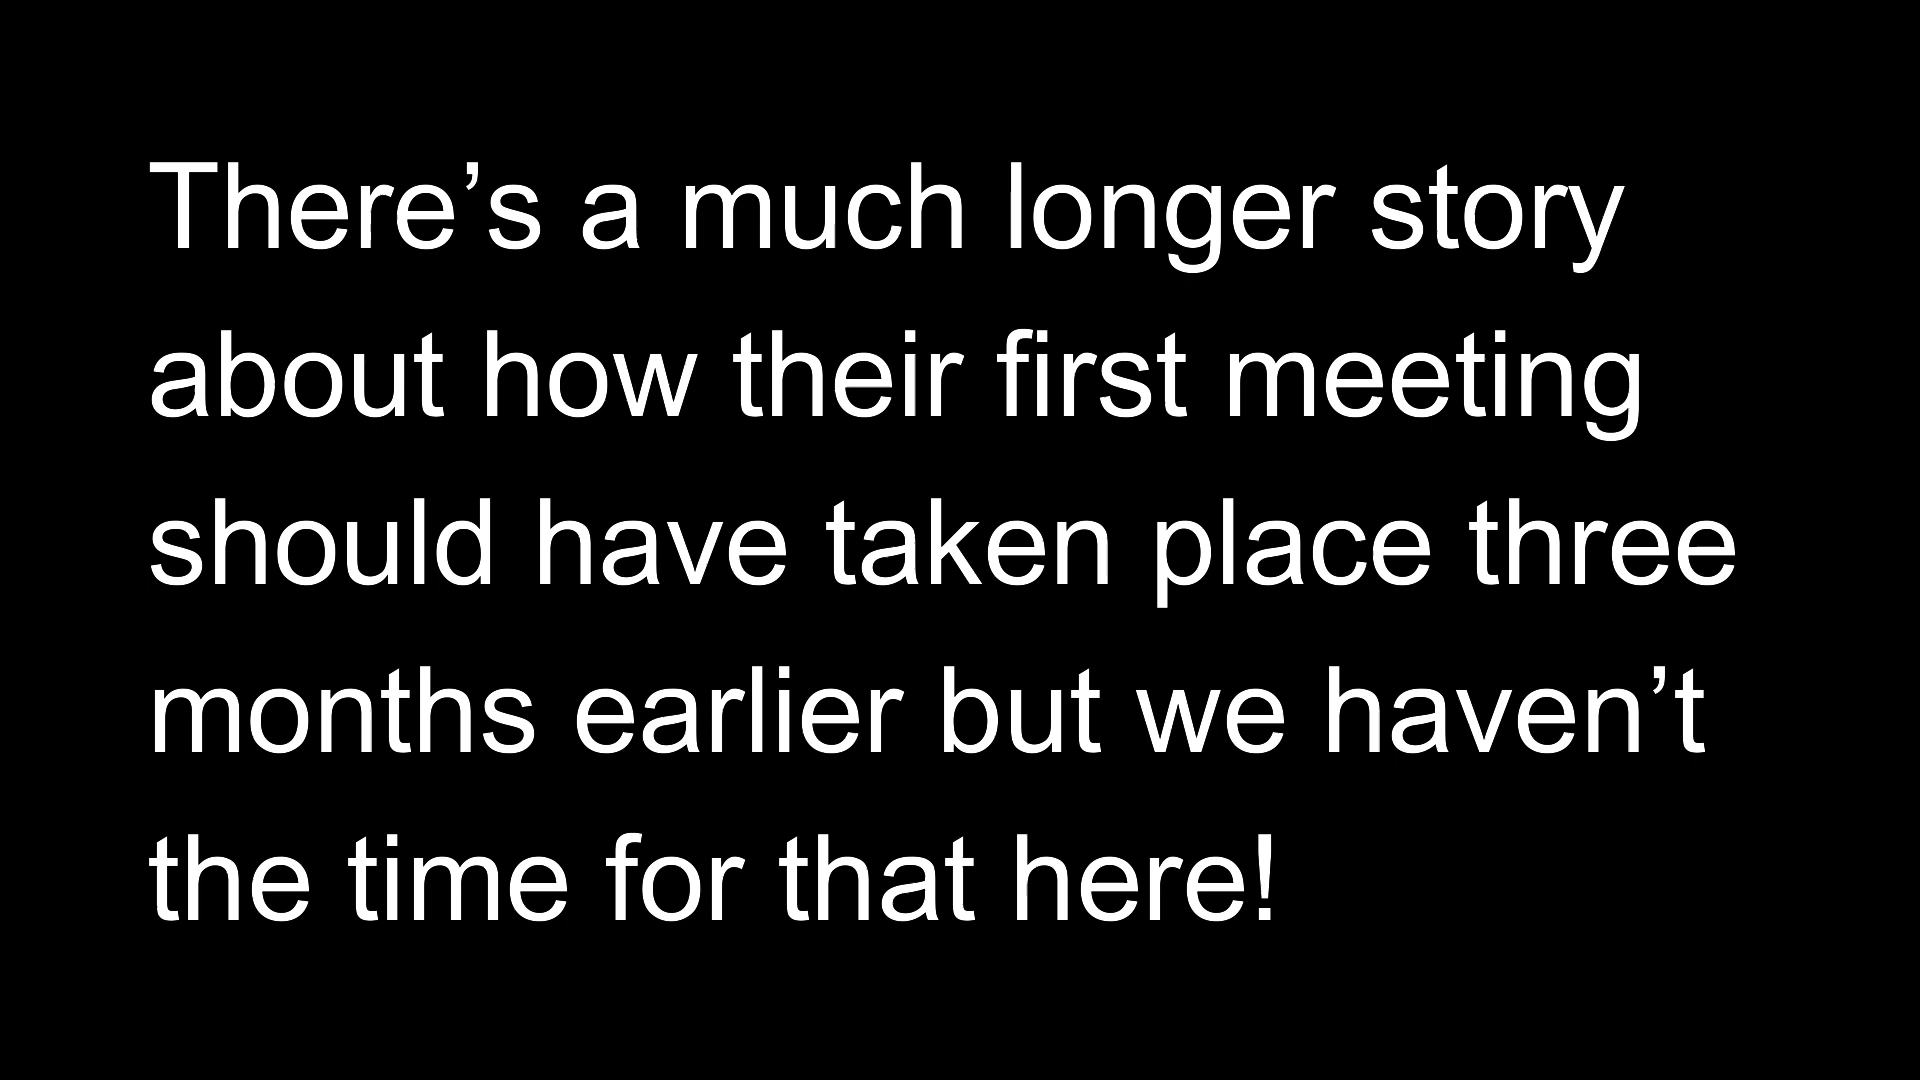 There’s a much longer story
about how their first meeting
should have taken place three
months earlier but we haven’t
the time for that here!